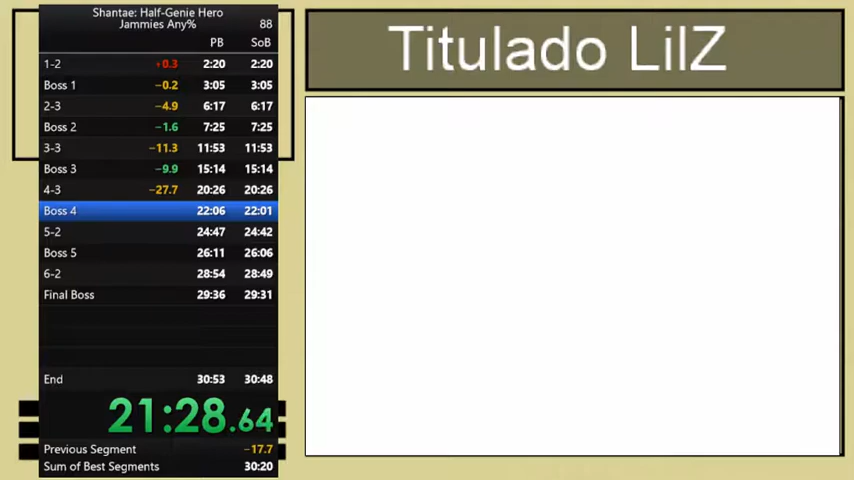 Shantae: Half-Genie Hero
Jammies Any% 88
PB SoB
1-2 +0.3 2:20 2:20
Boss 1 −0.2 3:05 3:05
2-3 −4.9 6:17 6:17
Boss 2 −1.6 7:25 7:25
3-3 −11.3 11:53 11:53
Boss 3 −9.9 15:14 15:14
4-3 −27.7 20:26 20:26
Boss 4 22:06 22:01
5-2 24:47 24:42
Boss 5 26:11 26:06
6-2 28:54 28:49
Final Boss 29:36 29:31
End 30:53 30:48
21:28.64
Previous Segment −17.7
Sum of Best Segments 30:20
Titulado LilZ